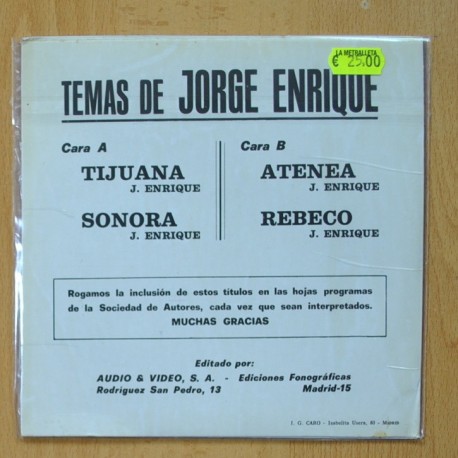 LA METRALLETA
€ 25.00
TEMAS DE JORGE ENRIQUE
Cara A
TIJUANA
J. ENRIQUE
SONORA
J. ENRIQUE
Cara B
ATENEA
J. ENRIQUE
REBECO
J. ENRIQUE
Rogamos la inclusión de estos títulos en las hojas programas
de la Sociedad de Autores, cada vez que sean interpretados.
MUCHAS GRACIAS
Editado por:
AUDIO & VIDEO, S. A. - Ediciones Fonográficas
Rodríguez San Pedro, 13 Madrid-15
I. G. CARO -